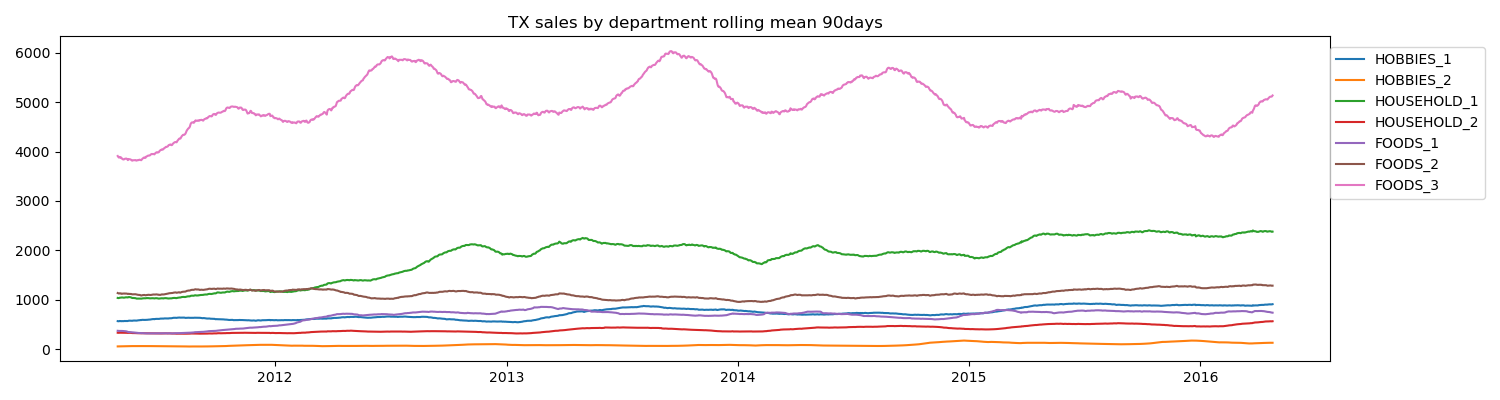 TX sales by department rolling mean 90days
6000
5000
4000
3000
2000
1000
0
2012 2013 2014 2015 2016
HOBBIES_1
HOBBIES_2
HOUSEHOLD_1
HOUSEHOLD_2
FOODS_1
FOODS_2
FOODS_3